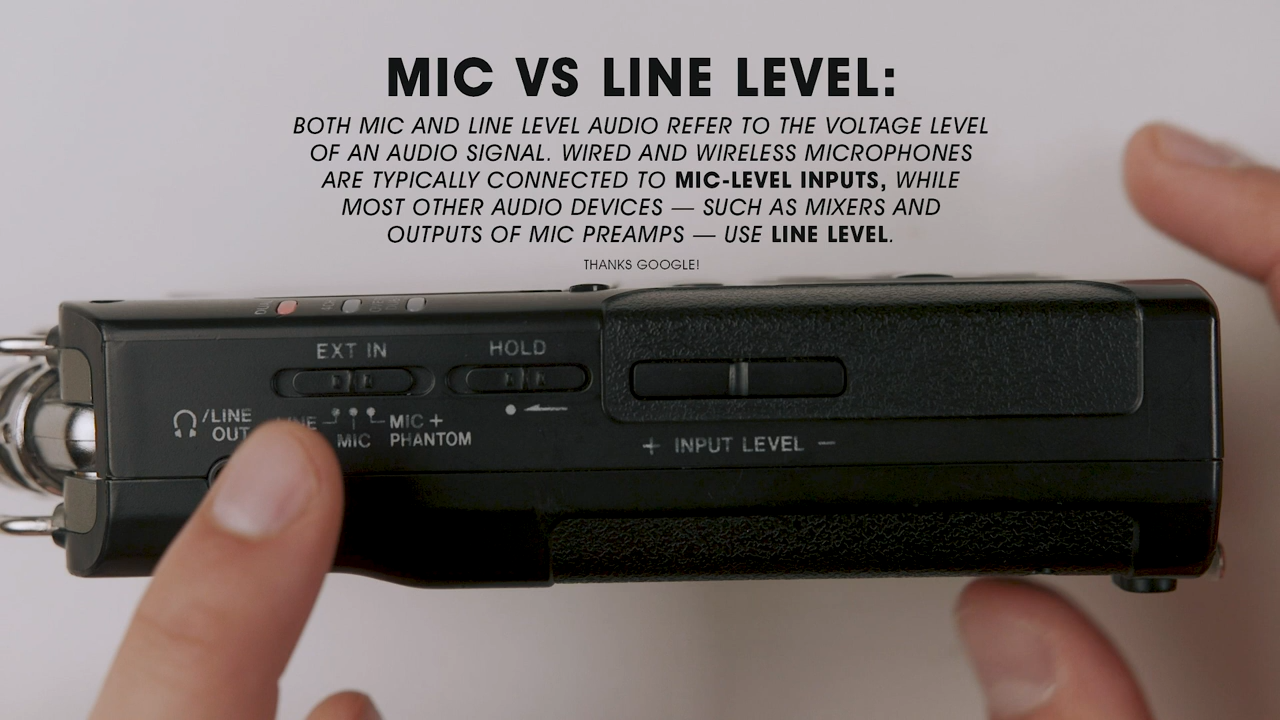 MIC VS LINE LEVEL:
BOTH MIC AND LINE LEVEL AUDIO REFER TO THE VOLTAGE LEVEL
OF AN AUDIO SIGNAL. WIRED AND WIRELESS MICROPHONES
ARE TYPICALLY CONNECTED TO MIC-LEVEL INPUTS, WHILE
MOST OTHER AUDIO DEVICES — SUCH AS MIXERS AND
OUTPUTS OF MIC PREAMPS — USE LINE LEVEL.
THANKS GOOGLE!
EXT IN
HOLD
/LINE
OUT
LINE
MIC
MIC +
PHANTOM
+ INPUT LEVEL −